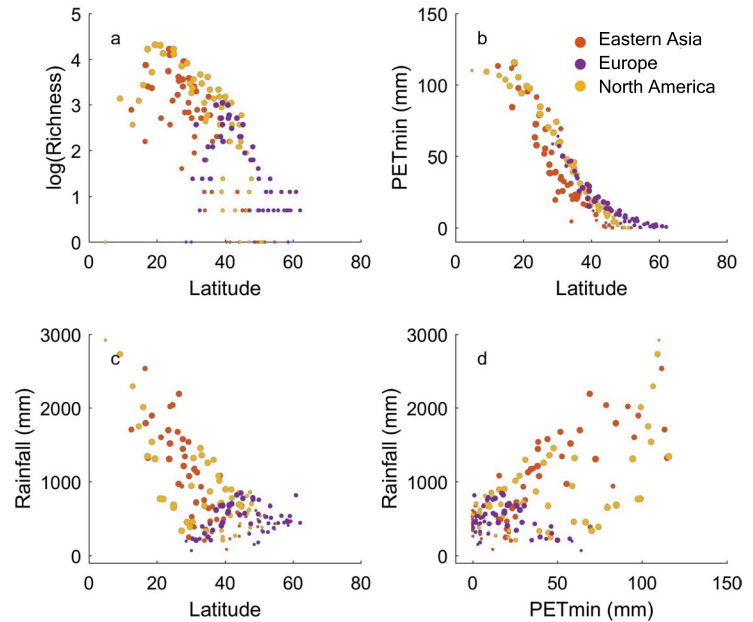 a
5
4
3
2
1
0
log(Richness)
0 20 40 60 80
Latitude
b
150
100
50
0
PETmin (mm)
0 20 40 60 80
Latitude
Eastern Asia
Europe
North America
c
3000
2000
1000
0
Rainfall (mm)
0 20 40 60 80
Latitude
d
3000
2000
1000
0
Rainfall (mm)
0 50 100 150
PETmin (mm)